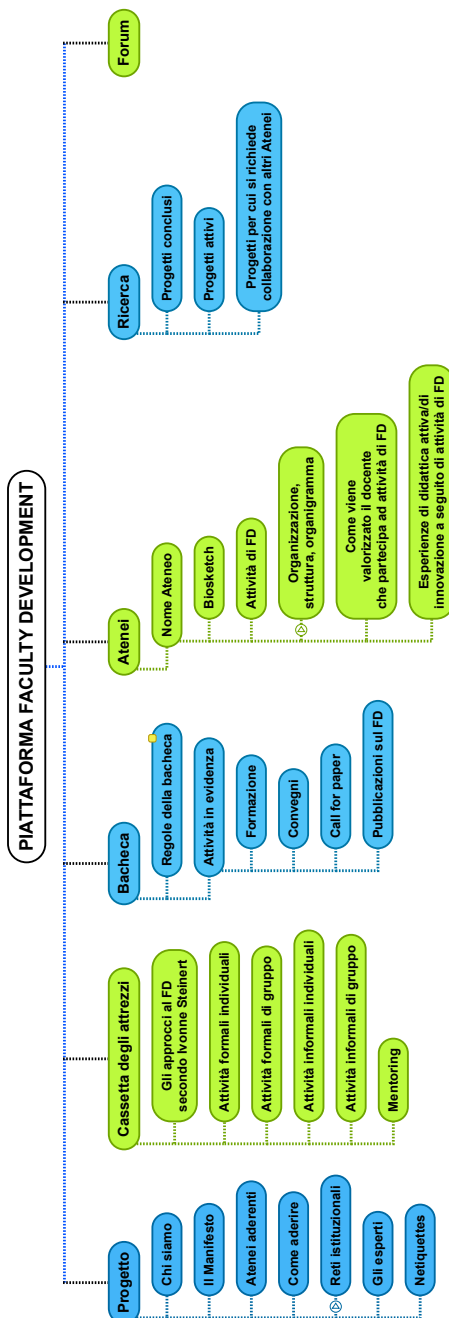 PIATTAFORMA FACULTY DEVELOPMENT
Progetto
Chi siamo
Il Manifesto
Atenei aderenti
Come aderire
Reti istituzionali
Gli esperti
Netiquettes
Cassetta degli attrezzi
Gli approcci al FD
secondo Ivonne Steinert
Attività formali individuali
Attività formali di gruppo
Attività informali individuali
Attività informali di gruppo
Mentoring
Bacheca
Regole della bacheca
Attività in evidenza
Formazione
Convegni
Call for paper
Pubblicazioni sul FD
Atenei
Nome Ateneo
Biosketch
Attività di FD
Organizzazione,
struttura, organigramma
Come viene
valorizzato il docente
che partecipa ad attività di FD
Esperienze di didattica attiva/di
innovazione a seguito di attività di FD
Ricerca
Progetti conclusi
Progetti attivi
Progetti per cui si richiede
collaborazione con altri Atenei
Forum